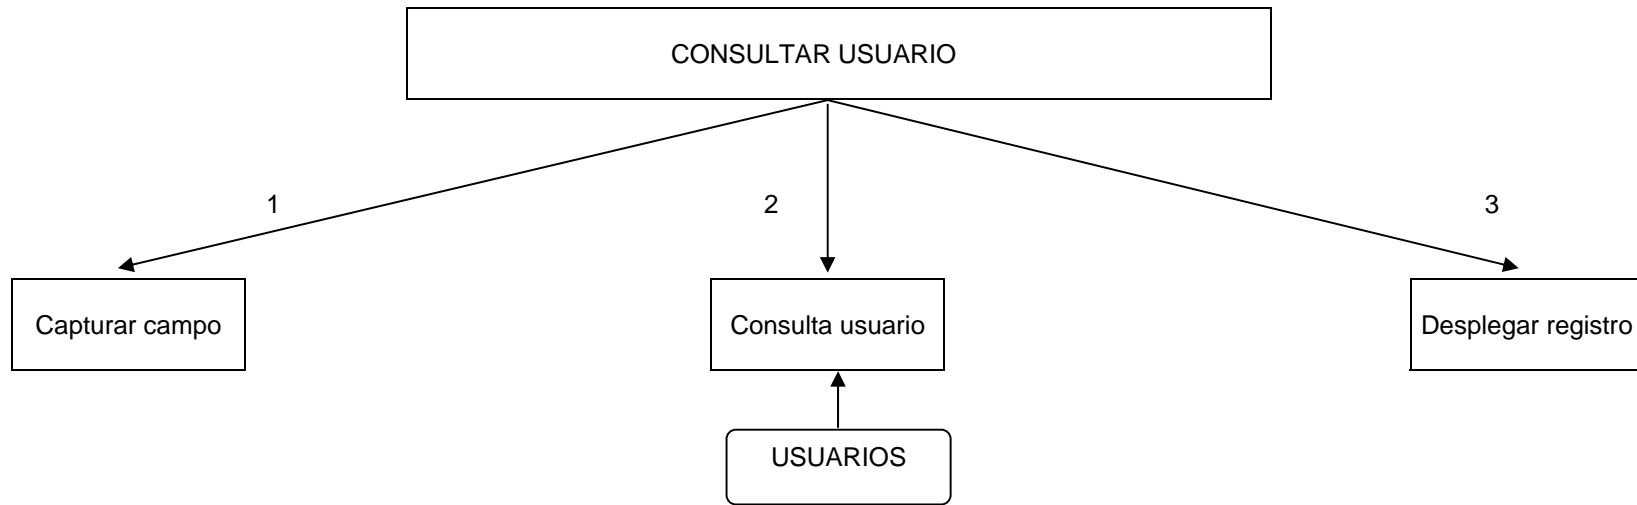 CONSULTAR USUARIO
1
2
3
Capturar campo
Consulta usuario
Desplegar registro
USUARIOS